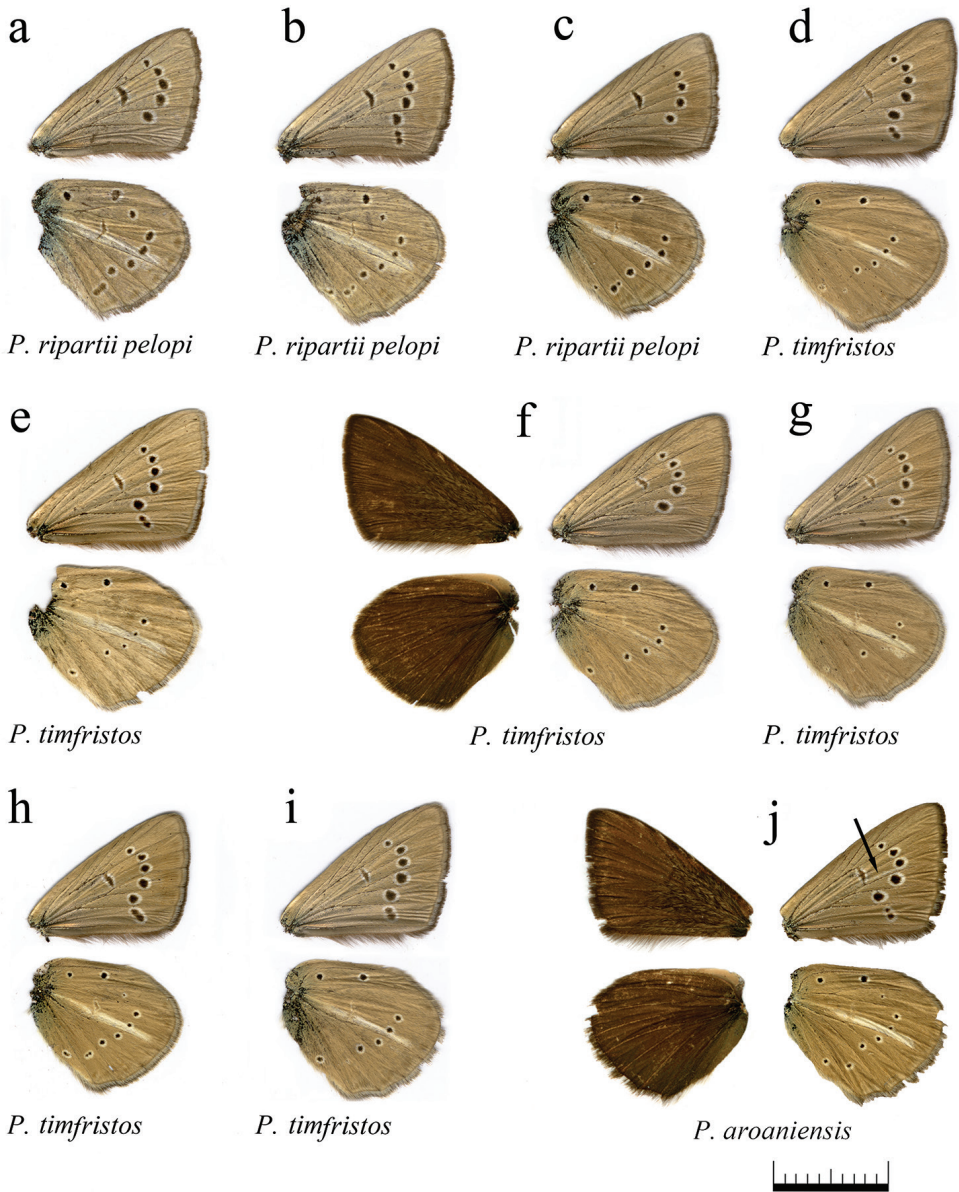 a b c d
P. ripartii pelopi P. ripartii pelopi P. ripartii pelopi P. timfristos
e f g
P. timfristos P. timfristos P. timfristos
h i j
P. timfristos P. timfristos P. aroaniensis